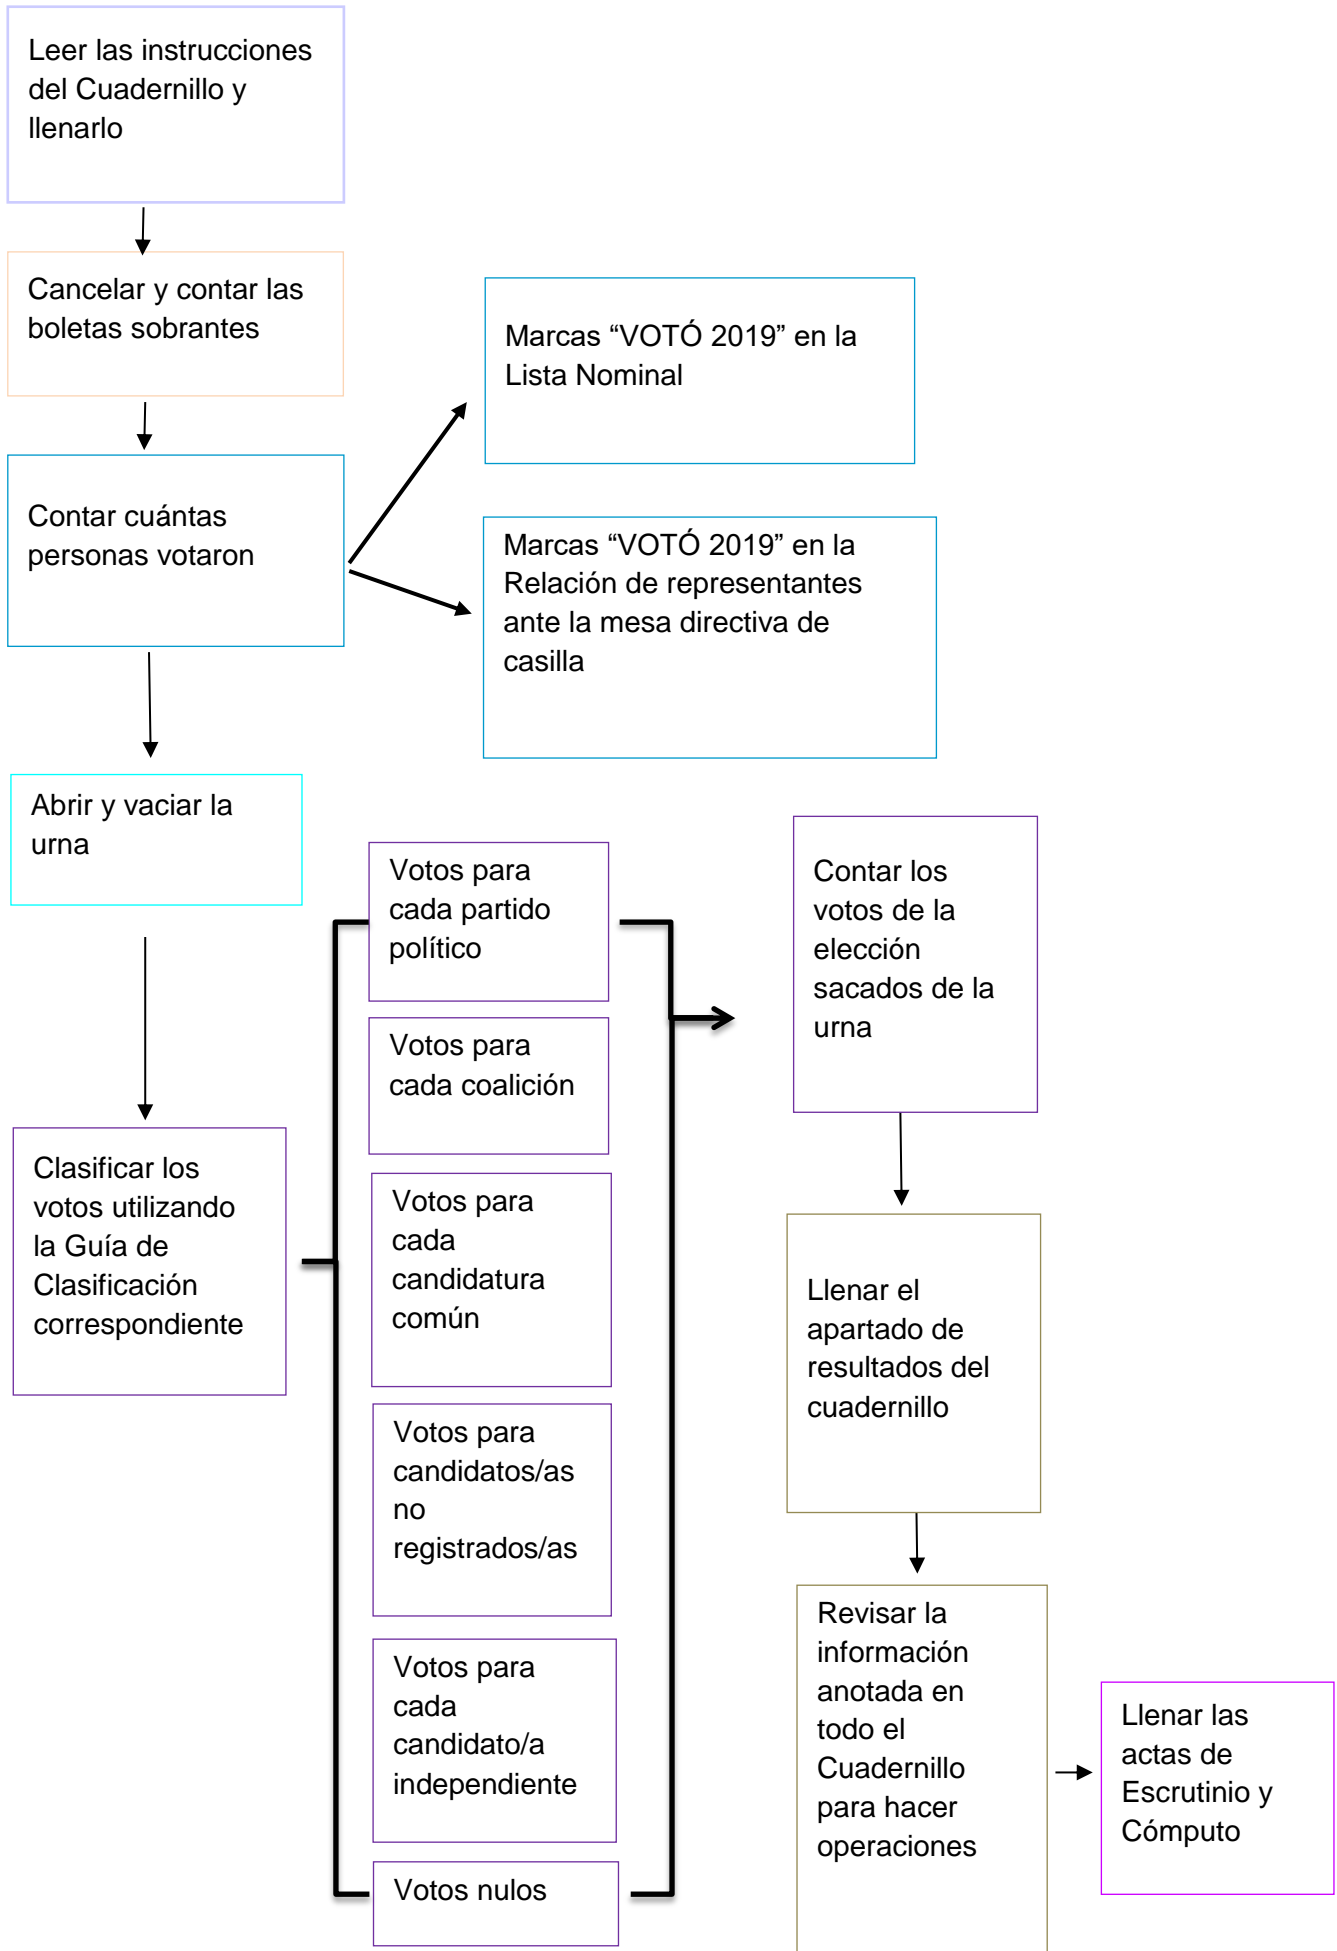 Leer las instrucciones
del Cuadernillo y
llenarlo
Cancelar y contar las
boletas sobrantes
Contar cuántas
personas votaron
Marcas “VOTÓ 2019” en la
Lista Nominal
Marcas “VOTÓ 2019” en la
Relación de representantes
ante la mesa directiva de
casilla
Abrir y vaciar la
urna
Clasificar los
votos utilizando
la Guía de
Clasificación
correspondiente
Votos para
cada partido
político
Votos para
cada coalición
Votos para
cada
candidatura
común
Votos para
candidatos/as
no
registrados/as
Votos para
cada
candidato/a
independiente
Votos nulos
Contar los
votos de la
elección
sacados de la
urna
Llenar el
apartado de
resultados del
cuadernillo
Revisar la
información
anotada en
todo el
Cuadernillo
para hacer
operaciones
Llenar las
actas de
Escrutinio y
Cómputo